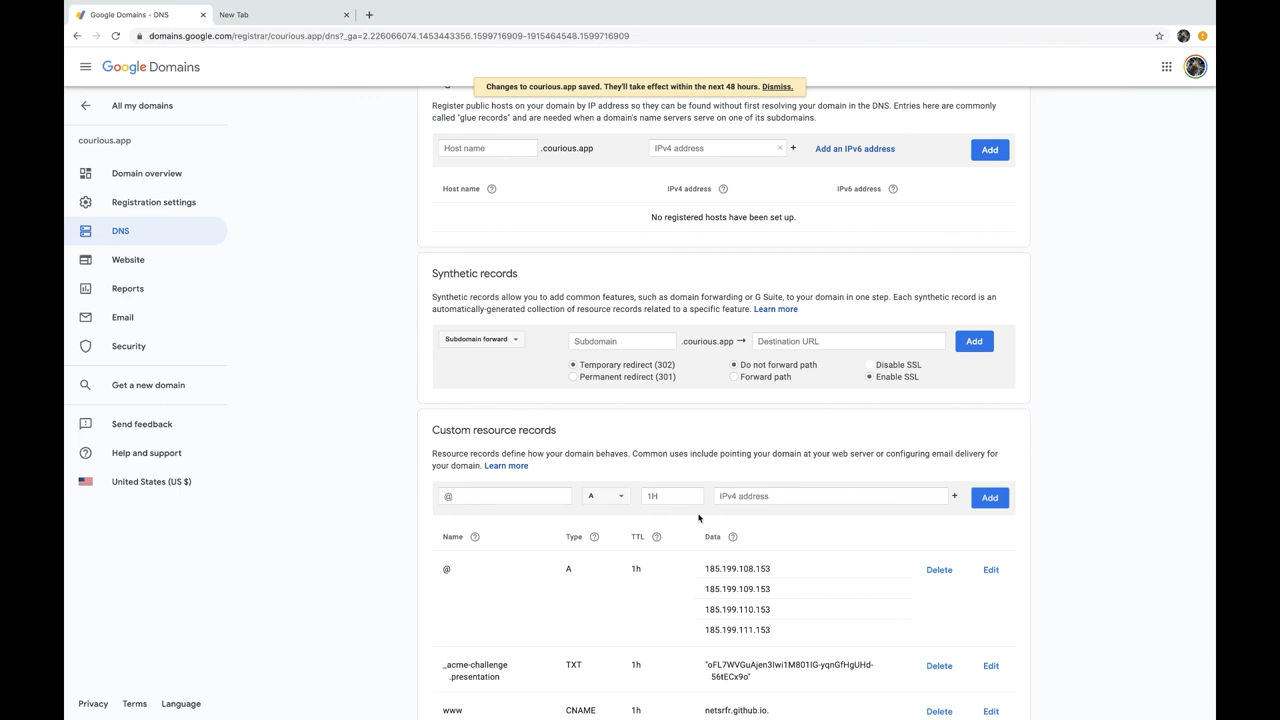 Google Domains - DNS
New Tab
domains.google.com/registrar/courious.app/dns?_ga=2.226066074.1453443356.1599716909-1915464548.1599716909
Google Domains
Changes to courious.app saved. They'll take effect within the next 48 hours. Dismiss.
All my domains
courious.app
Domain overview
Registration settings
DNS
Website
Reports
Email
Security
Get a new domain
Send feedback
Help and support
United States (US $)
Privacy Terms Language
Register public hosts on your domain by IP address so they can be found without first resolving your domain in the DNS. Entries here are commonly
called "glue records" and are needed when a domain's name servers serve on one of its subdomains.
Host name .courious.app IPv4 address × + Add an IPv6 address Add
Host name ? IPv4 address ? IPv6 address ?
No registered hosts have been set up.
Synthetic records
Synthetic records allow you to add common features, such as domain forwarding or G Suite, to your domain in one step. Each synthetic record is an
automatically-generated collection of resource records related to a specific feature. Learn more
Subdomain forward Subdomain .courious.app → Destination URL Add
Temporary redirect (302) Do not forward path Disable SSL
Permanent redirect (301) Forward path Enable SSL
Custom resource records
Resource records define how your domain behaves. Common uses include pointing your domain at your web server or configuring email delivery for
your domain. Learn more
@ A 1H IPv4 address + Add
Name ? Type ? TTL ? Data ?
@ A 1h 185.199.108.153 Delete Edit
185.199.109.153
185.199.110.153
185.199.111.153
_acme-challenge TXT 1h "oFL7WVGuAjen3Iwi1M801IG-yqnGfHgUHd- Delete Edit
.presentation 56tECx9o"
www CNAME 1h netsrfr.github.io. Delete Edit